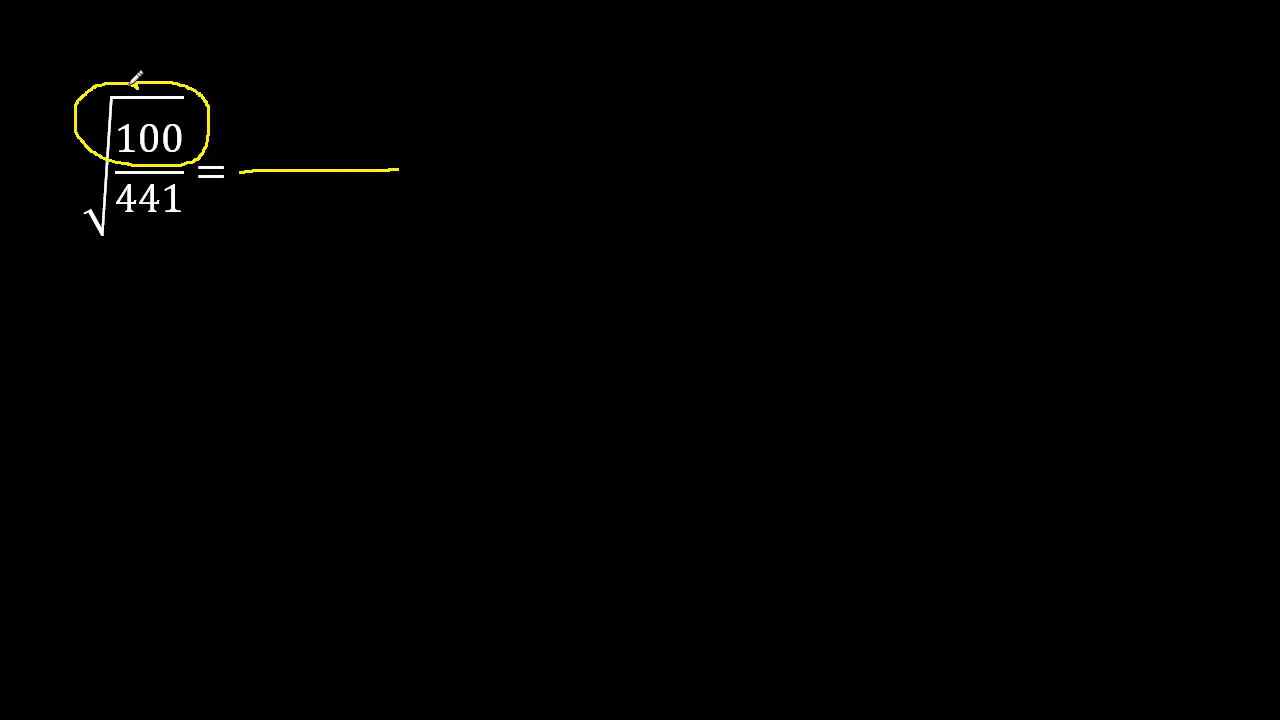 √(100/441) =